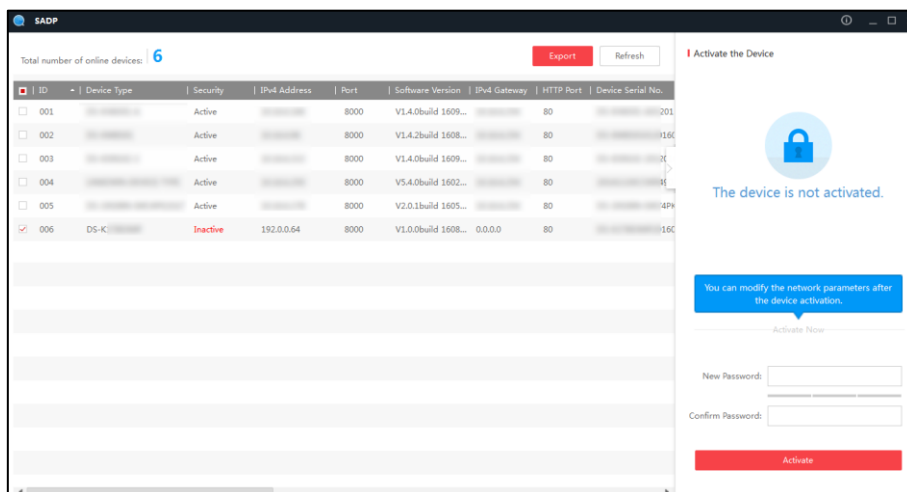 SADP
Total number of online devices: 6
Export
Refresh
ID | Device Type | Security | IPv4 Address | Port | Software Version | IPv4 Gateway | HTTP Port | Device Serial No.
001 Active 8000 V1.4.0build 1609... 80 201
002 Active 8000 V1.4.2build 1608... 80 160
003 Active 8000 V1.4.0build 1609... 80
004 Active 8000 V5.4.0build 1602... 80
005 Active 8000 V2.0.1build 1605... 80
006 DS-K Inactive 192.0.0.64 8000 V1.0.0build 1608... 0.0.0.0 80 160
Activate the Device
The device is not activated.
You can modify the network parameters after
the device activation.
Activate Now
New Password:
Confirm Password:
Activate